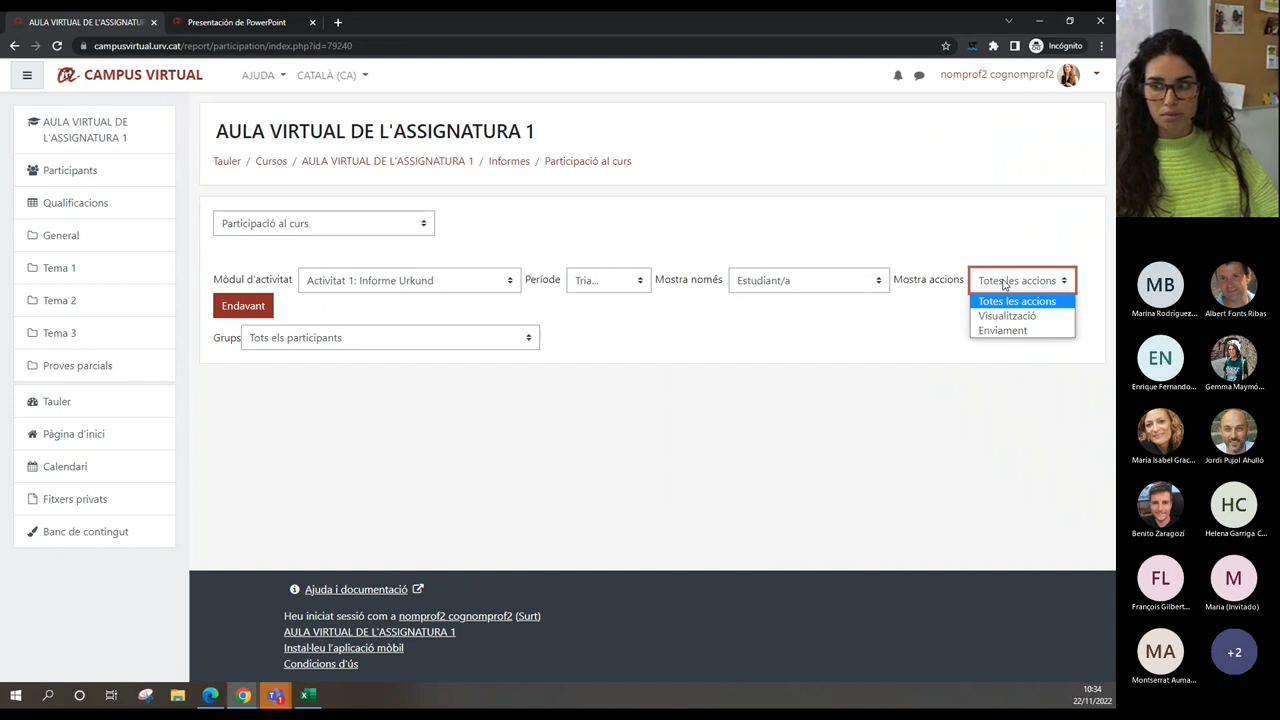 AULA VIRTUAL DE L'ASSIGNATUR
Presentación de PowerPoint
campusvirtual.urv.cat/report/participation/index.php?id=79240
Incógnito
CAMPUS VIRTUAL
AJUDA
CATALÀ (CA)
nomprof2 cognomprof2
AULA VIRTUAL DE
L'ASSIGNATURA 1
Participants
Qualificacions
General
Tema 1
Tema 2
Tema 3
Proves parcials
Tauler
Pàgina d'inici
Calendari
Fitxers privats
Banc de contingut
AULA VIRTUAL DE L'ASSIGNATURA 1
Tauler / Cursos / AULA VIRTUAL DE L'ASSIGNATURA 1 / Informes / Participació al curs
Participació al curs
Mòdul d'activitat Activitat 1: Informe Urkund Període Tria... Mostra només Estudiant/a Mostra accions Totes les accions
Totes les accions
Visualització
Enviament
Endavant
Grups Tots els participants
Ajuda i documentació
Heu iniciat sessió com a nomprof2 cognomprof2 (Surt)
AULA VIRTUAL DE L'ASSIGNATURA 1
Instal·leu l'aplicació mòbil
Condicions d'ús
10:34
22/11/2022
MB
Marina Rodríguez...
Albert Fonts Ribas
EN
Enrique Fernando...
Gemma Maymó...
María Isabel Grac...
Jordi Pujol Ahulló
Benito Zaragozí
HC
Helena Garriga C...
FL
François Gilbert...
M
Maria (Invitado)
MA
Montserrat Auma...
+2